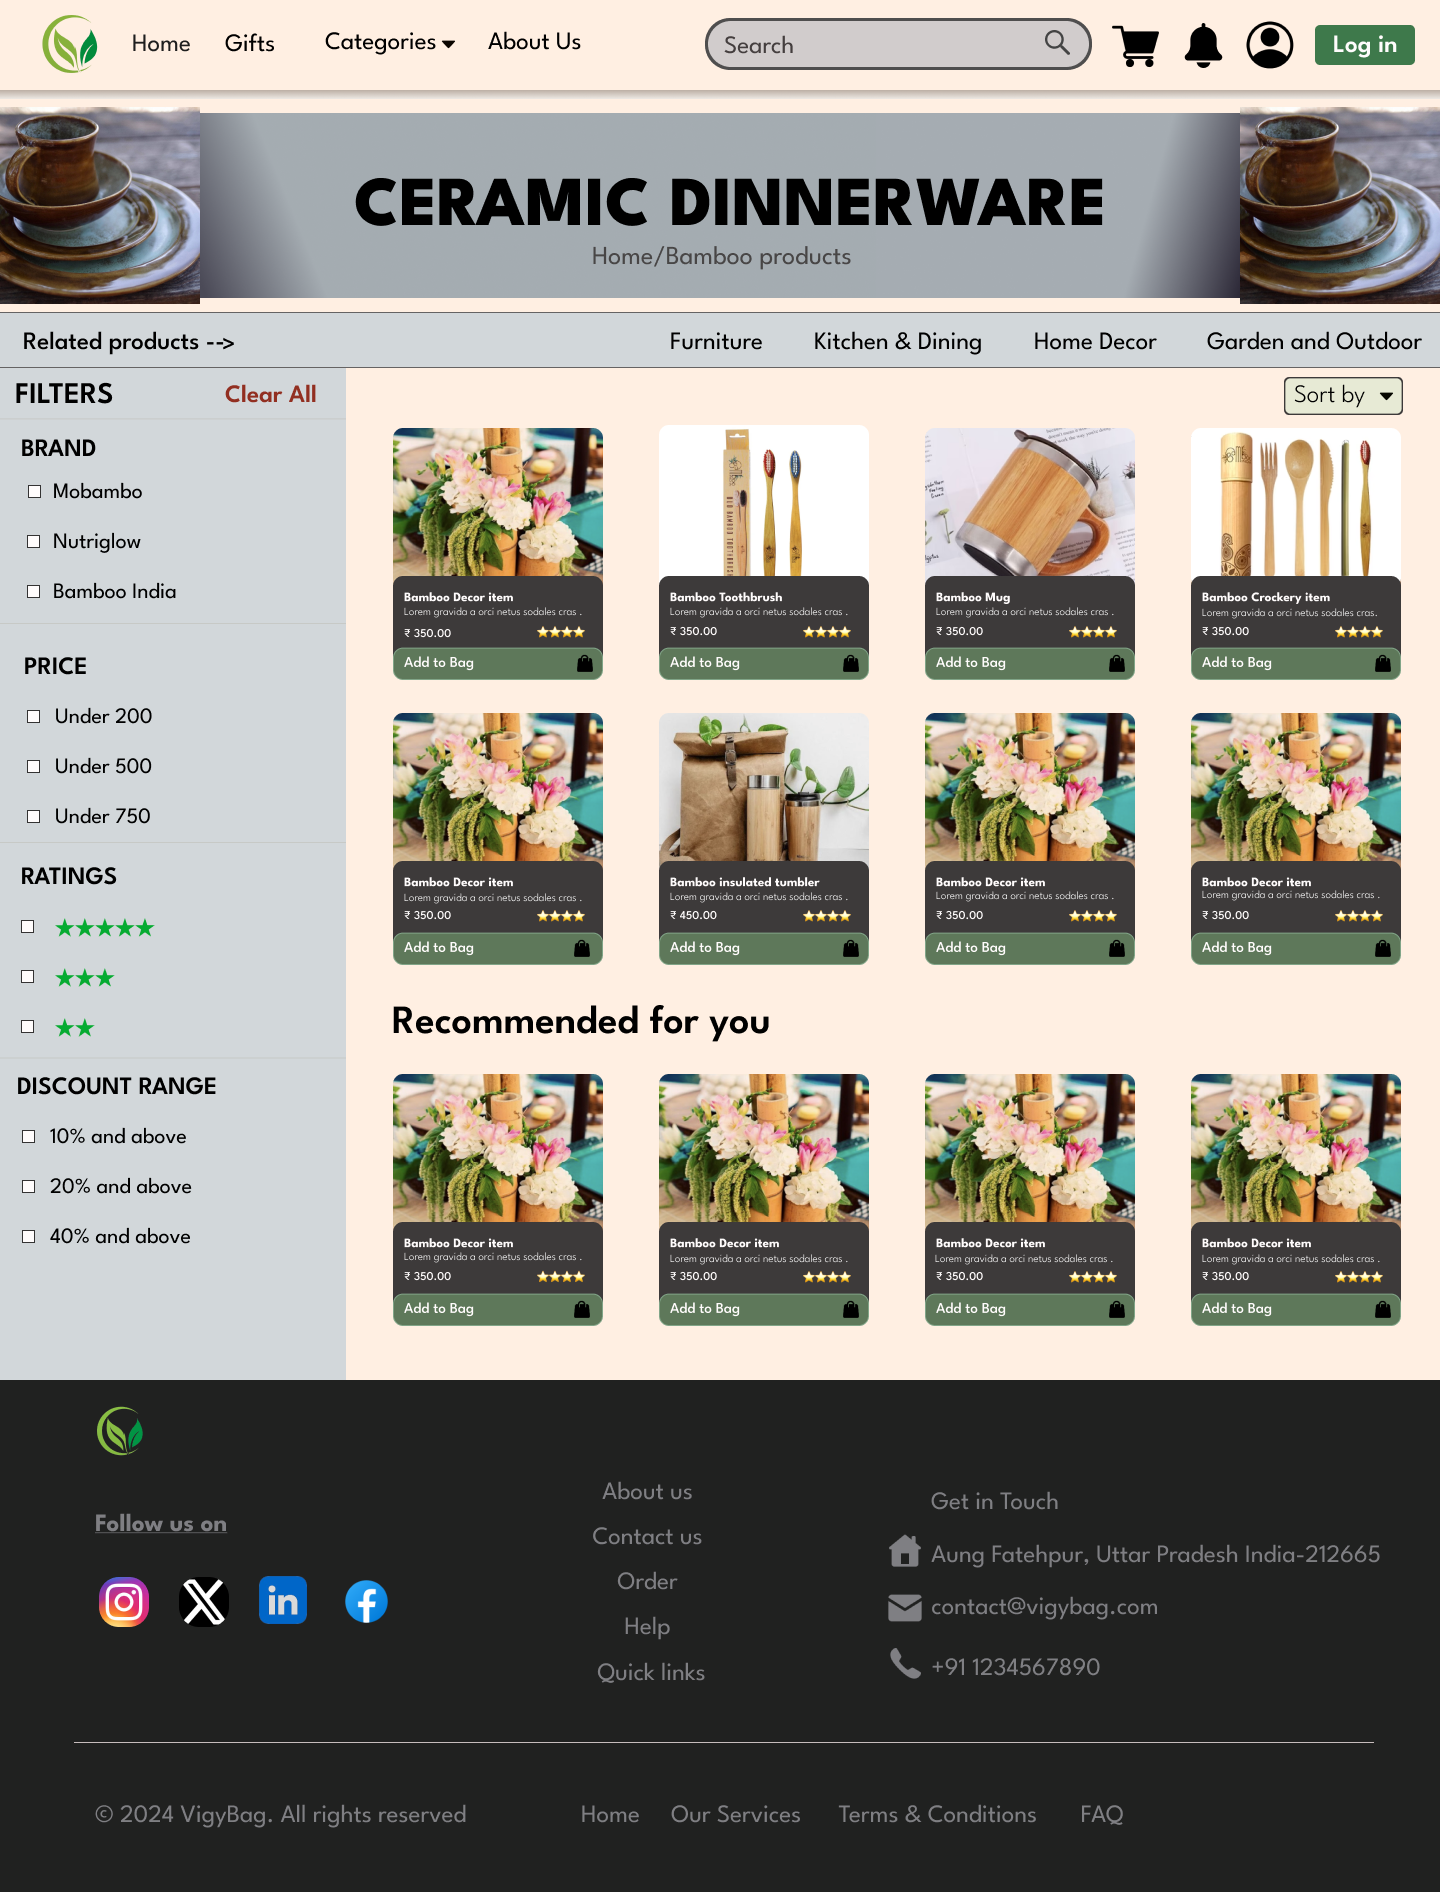 Home
Gifts
Categories
About Us
Search
Log in
CERAMIC DINNERWARE
Home/Bamboo products
Related products -->
Furniture
Kitchen & Dining
Home Decor
Garden and Outdoor
FILTERS
Clear All
Sort by
BRAND
Mobambo
Nutriglow
Bamboo India
PRICE
Under 200
Under 500
Under 750
RATINGS
DISCOUNT RANGE
10% and above
20% and above
40% and above
Bamboo Decor item
Lorem gravida a orci netus sodales cras .
₹ 350.00
Add to Bag
Bamboo Toothbrush
Lorem gravida a orci netus sodales cras .
₹ 350.00
Add to Bag
Bamboo Mug
Lorem gravida a orci netus sodales cras .
₹ 350.00
Add to Bag
Bamboo Crockery item
Lorem gravida a orci netus sodales cras.
₹ 350.00
Add to Bag
Bamboo Decor item
Lorem gravida a orci netus sodales cras .
₹ 350.00
Add to Bag
Bamboo insulated tumbler
Lorem gravida a orci netus sodales cras .
₹ 450.00
Add to Bag
Bamboo Decor item
Lorem gravida a orci netus sodales cras .
₹ 350.00
Add to Bag
Bamboo Decor item
Lorem gravida a orci netus sodales cras .
₹ 350.00
Add to Bag
Recommended for you
Bamboo Decor item
Lorem gravida a orci netus sodales cras .
₹ 350.00
Add to Bag
Bamboo Decor item
Lorem gravida a orci netus sodales cras .
₹ 350.00
Add to Bag
Bamboo Decor item
Lorem gravida a orci netus sodales cras .
₹ 350.00
Add to Bag
Bamboo Decor item
Lorem gravida a orci netus sodales cras .
₹ 350.00
Add to Bag
Follow us on
About us
Contact us
Order
Help
Quick links
Get in Touch
Aung Fatehpur, Uttar Pradesh India-212665
contact@vigybag.com
+91 1234567890
© 2024 VigyBag. All rights reserved
Home
Our Services
Terms & Conditions
FAQ